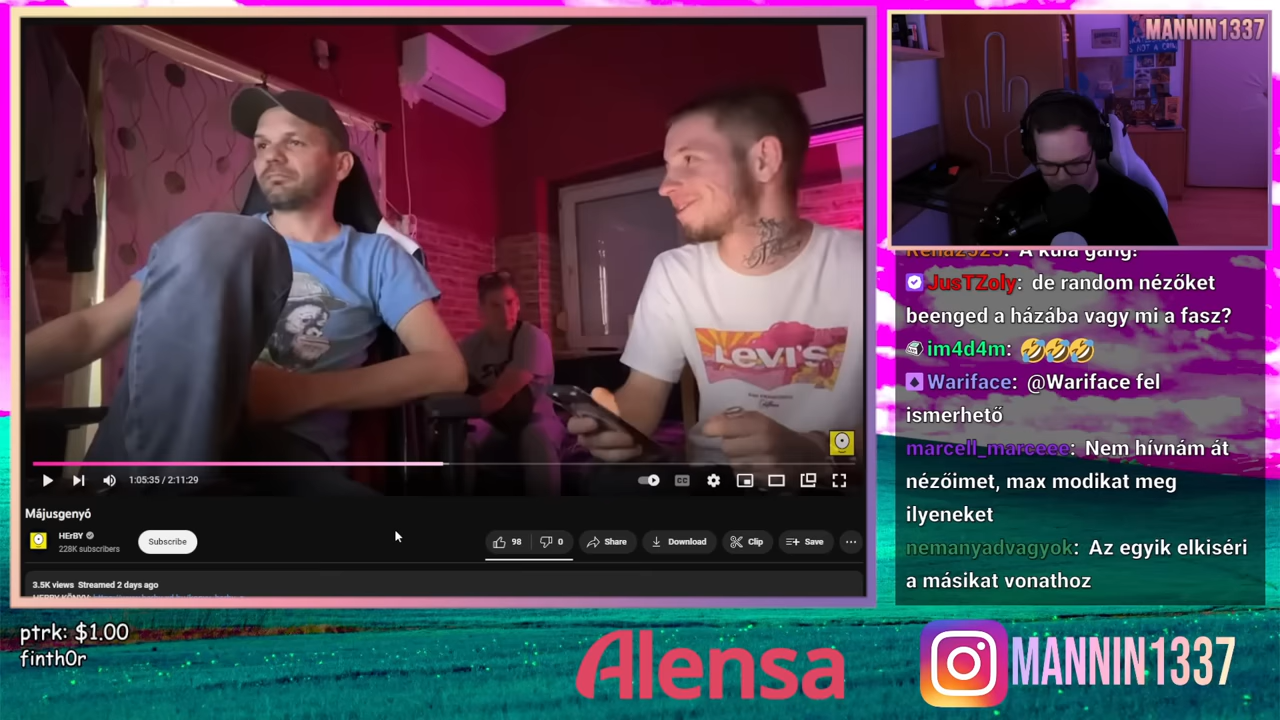 MANNIN1337
NOT A CRI
LEVI'S
1:05:35 / 2:11:29
CC
Májusgenyó
HErBY
228K subscribers
Subscribe
98
0
Share
Download
Clip
Save
3.5K views Streamed 2 days ago
A kula gang!
JusTZoly: de random nézőket
beenged a házába vagy mi a fasz?
im4d4m: 🤣🤣🤣
Wariface: @Wariface fel
ismerhető
marcell_marceee: Nem hívnám át
nézőimet, max modikat meg
ilyeneket
nemanyadvagyok: Az egyik elkiséri
a másikat vonathoz
ptrk: $1.00
finth0r
Alensa
MANNIN1337